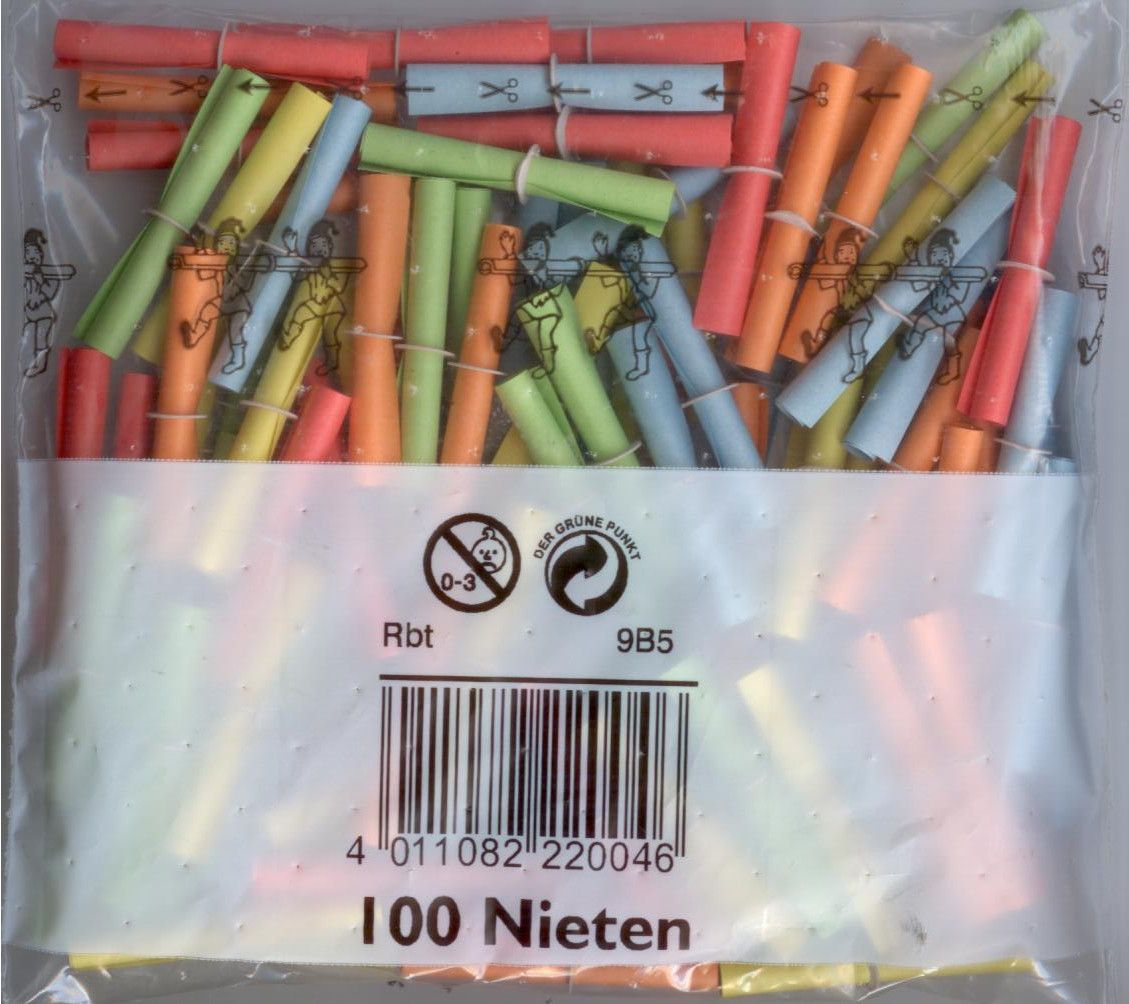 0-3
DER GRÜNE PUNKT
Rbt 9B5
4 011082 220046
100 Nieten